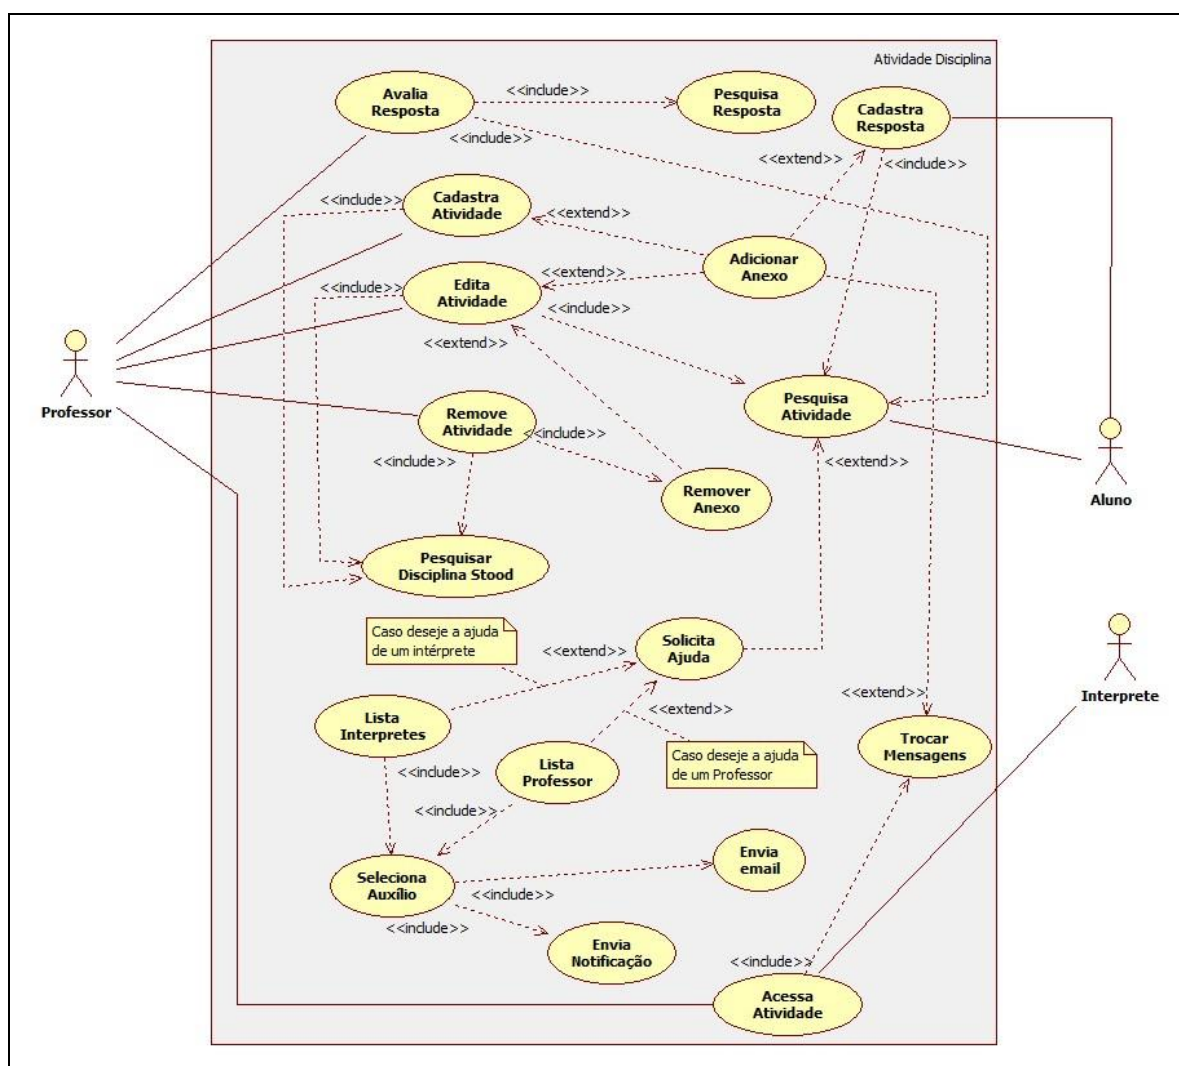 Atividade Disciplina
Avalia
Resposta
<<include>>
Pesquisa
Resposta
Cadastra
Resposta
<<include>>
<<extend>>
<<include>>
<<include>>
Cadastra
Atividade
<<extend>>
Adicionar
Anexo
<<include>>
Edita
Atividade
<<extend>>
<<include>>
<<extend>>
Professor
Pesquisa
Atividade
Remove
Atividade
<<include>>
<<include>>
<<extend>>
Remover
Anexo
Aluno
Pesquisar
Disciplina Stood
Caso deseje a ajuda
de um intérprete
<<extend>>
Solicita
Ajuda
Interprete
<<extend>>
<<extend>>
Lista
Interpretes
Trocar
Mensagens
Lista
Professor
Caso deseje a ajuda
de um Professor
<<include>>
<<include>>
Envia
email
Seleciona
Auxílio
<<include>>
<<include>>
Envia
Notificação
<<include>>
Acessa
Atividade